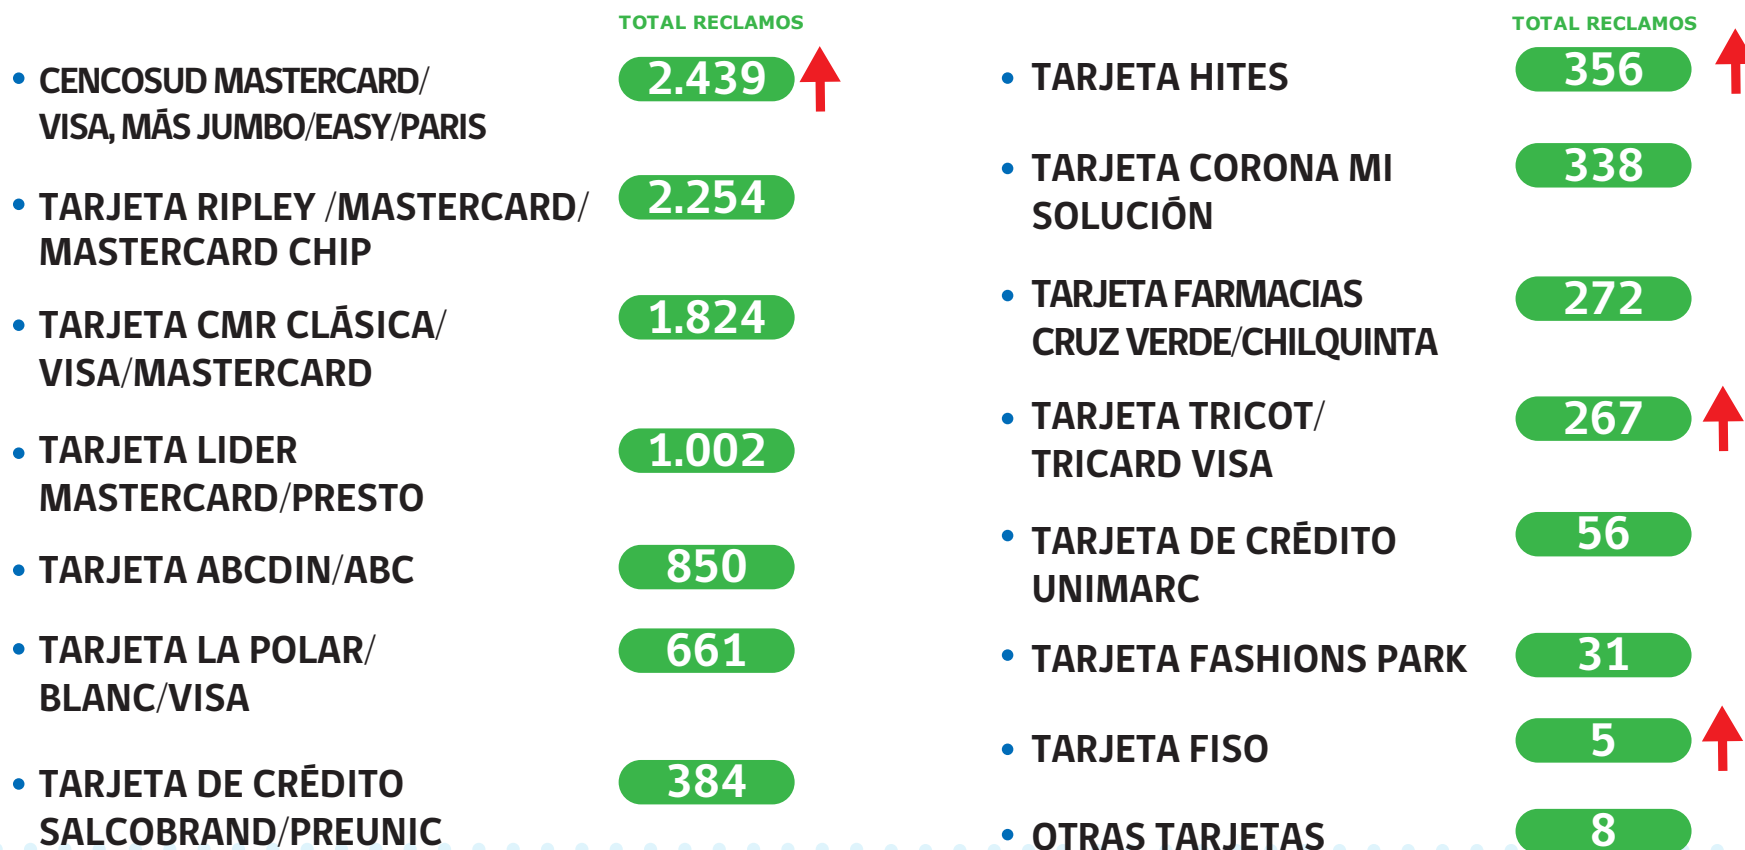 TOTAL RECLAMOS
CENCOSUD MASTERCARD/
VISA, MÁS JUMBO/EASY/PARIS
2.439
TARJETA RIPLEY /MASTERCARD/
MASTERCARD CHIP
2.254
TARJETA CMR CLÁSICA/
VISA/MASTERCARD
1.824
TARJETA LIDER
MASTERCARD/PRESTO
1.002
TARJETA ABCDIN/ABC
850
TARJETA LA POLAR/
BLANC/VISA
661
TARJETA DE CRÉDITO
SALCOBRAND/PREUNIC
384
TOTAL RECLAMOS
TARJETA HITES
356
TARJETA CORONA MI
SOLUCIÓN
338
TARJETA FARMACIAS
CRUZ VERDE/CHILQUINTA
272
TARJETA TRICOT/
TRICARD VISA
267
TARJETA DE CRÉDITO
UNIMARC
56
TARJETA FASHIONS PARK
31
TARJETA FISO
5
OTRAS TARJETAS
8